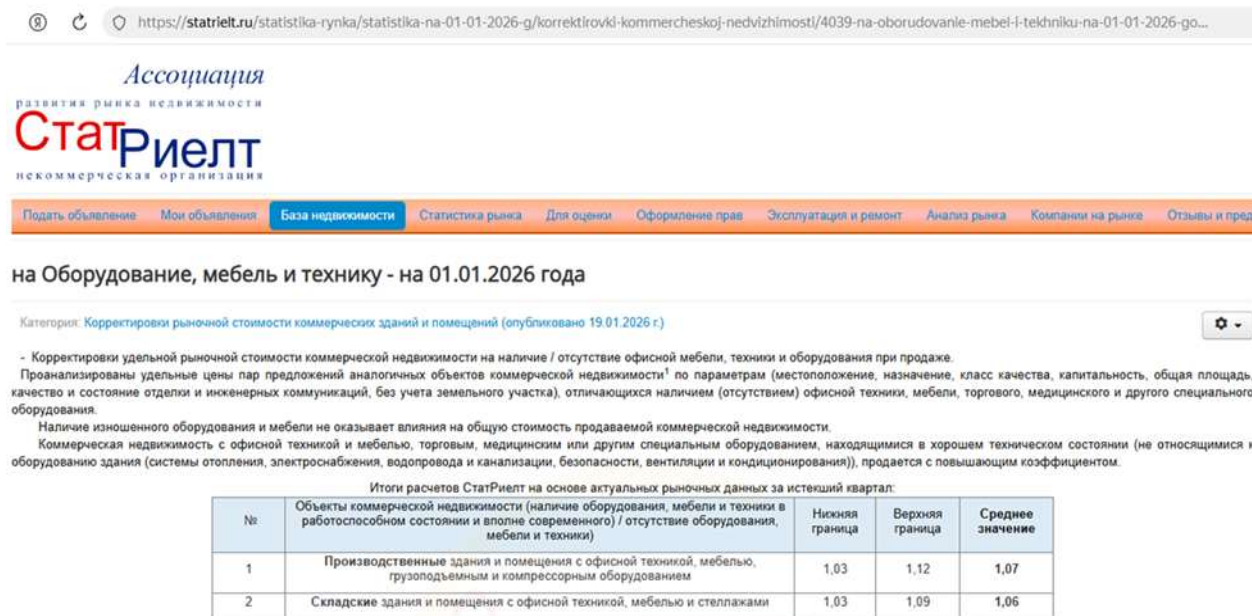 https://statrielt.ru/statistika-rynka/statistika-na-01-01-2026-g/korrektirovki-kommercheskoj-nedvizhimosti/4039-na-oborudovanie-mebel-i-tekhniku-na-01-01-2026-go...
Ассоциация
развития рынка недвижимости
СтатРиелт
некоммерческая организация
Подать объявление Мои объявления База недвижимости Статистика рынка Для оценки Оформление прав Эксплуатация и ремонт Анализ рынка Компании на рынке Отзывы и пред
на Оборудование, мебель и технику - на 01.01.2026 года
Категория: Корректировки рыночной стоимости коммерческих зданий и помещений (опубликовано 19.01.2026 г.)
- Корректировки удельной рыночной стоимости коммерческой недвижимости на наличие / отсутствие офисной мебели, техники и оборудования при продаже.
Проанализированы удельные цены пар предложений аналогичных объектов коммерческой недвижимости¹ по параметрам (местоположение, назначение, класс качества, капитальность, общая площадь,
качество и состояние отделки и инженерных коммуникаций, без учета земельного участка), отличающихся наличием (отсутствием) офисной техники, мебели, торгового, медицинского и другого специального
оборудования.
Наличие изношенного оборудования и мебели не оказывает влияния на общую стоимость продаваемой коммерческой недвижимости.
Коммерческая недвижимость с офисной техникой и мебелью, торговым, медицинским или другим специальным оборудованием, находящимися в хорошем техническом состоянии (не относящимися к
оборудованию здания (системы отопления, электроснабжения, водопровода и канализации, безопасности, вентиляции и кондиционирования)), продается с повышающим коэффициентом.
Итоги расчетов СтатРиелт на основе актуальных рыночных данных за истекший квартал:
№ Объекты коммерческой недвижимости (наличие оборудования, мебели и техники в работоспособном состоянии и вполне современного) / отсутствие оборудования, мебели и техники) Нижняя граница Верхняя граница Среднее значение
1 Производственные здания и помещения с офисной техникой, мебелью, грузоподъемным и компрессорным оборудованием 1,03 1,12 1,07
2 Складские здания и помещения с офисной техникой, мебелью и стеллажами 1,03 1,09 1,06